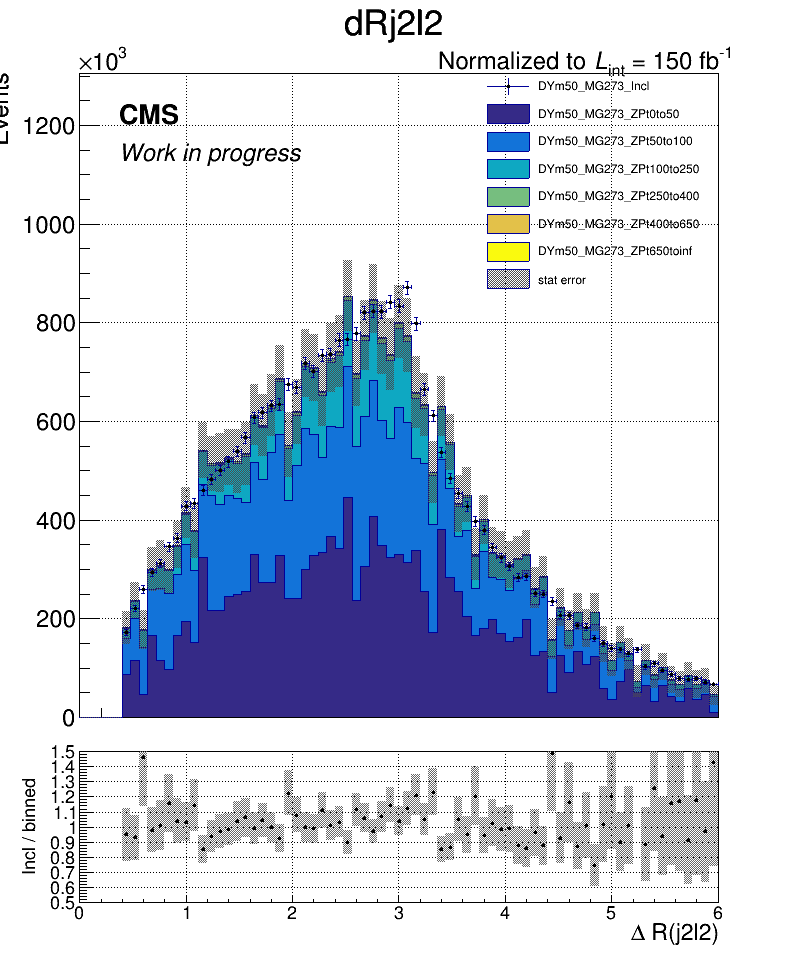 dRj2l2
×10³
Normalized to L_int = 150 fb⁻¹
Events
CMS
Work in progress
DYm50_MG273_Incl
DYm50_MG273_ZPt0to50
DYm50_MG273_ZPt50to100
DYm50_MG273_ZPt100to250
DYm50_MG273_ZPt250to400
DYm50_MG273_ZPt400to650
DYm50_MG273_ZPt650toinf
stat error
1200
1000
800
600
400
200
0
Incl / binned
1.5
1.4
1.3
1.2
1.1
1
0.9
0.8
0.7
0.6
0.5
0 1 2 3 4 5 6
Δ R(j2l2)